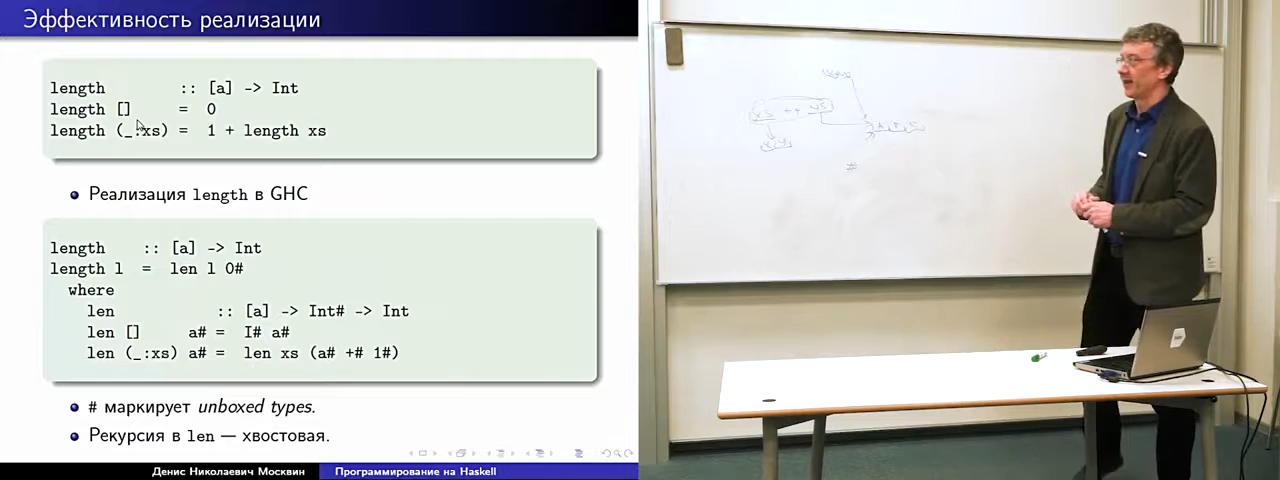 Эффективность реализации
length :: [a] -> Int
length [] = 0
length (_:xs) = 1 + length xs
Реализация length в GHC
length :: [a] -> Int
length l = len l 0#
where
len :: [a] -> Int# -> Int
len [] a# = I# a#
len (_:xs) a# = len xs (a# +# 1#)
# маркирует unboxed types.
Рекурсия в len — хвостовая.
Денис Николаевич Москвин Программирование на Haskell
xs ++ ys
#